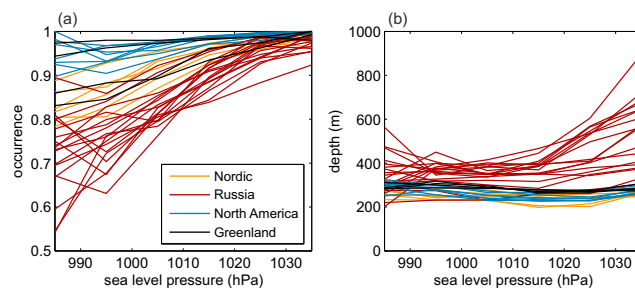 (a)
1
0.9
0.8
0.7
0.6
0.5
occurrence
Nordic
Russia
North America
Greenland
990 1000 1010 1020 1030
sea level pressure (hPa)
(b)
1000
800
600
400
200
0
depth (m)
990 1000 1010 1020 1030
sea level pressure (hPa)